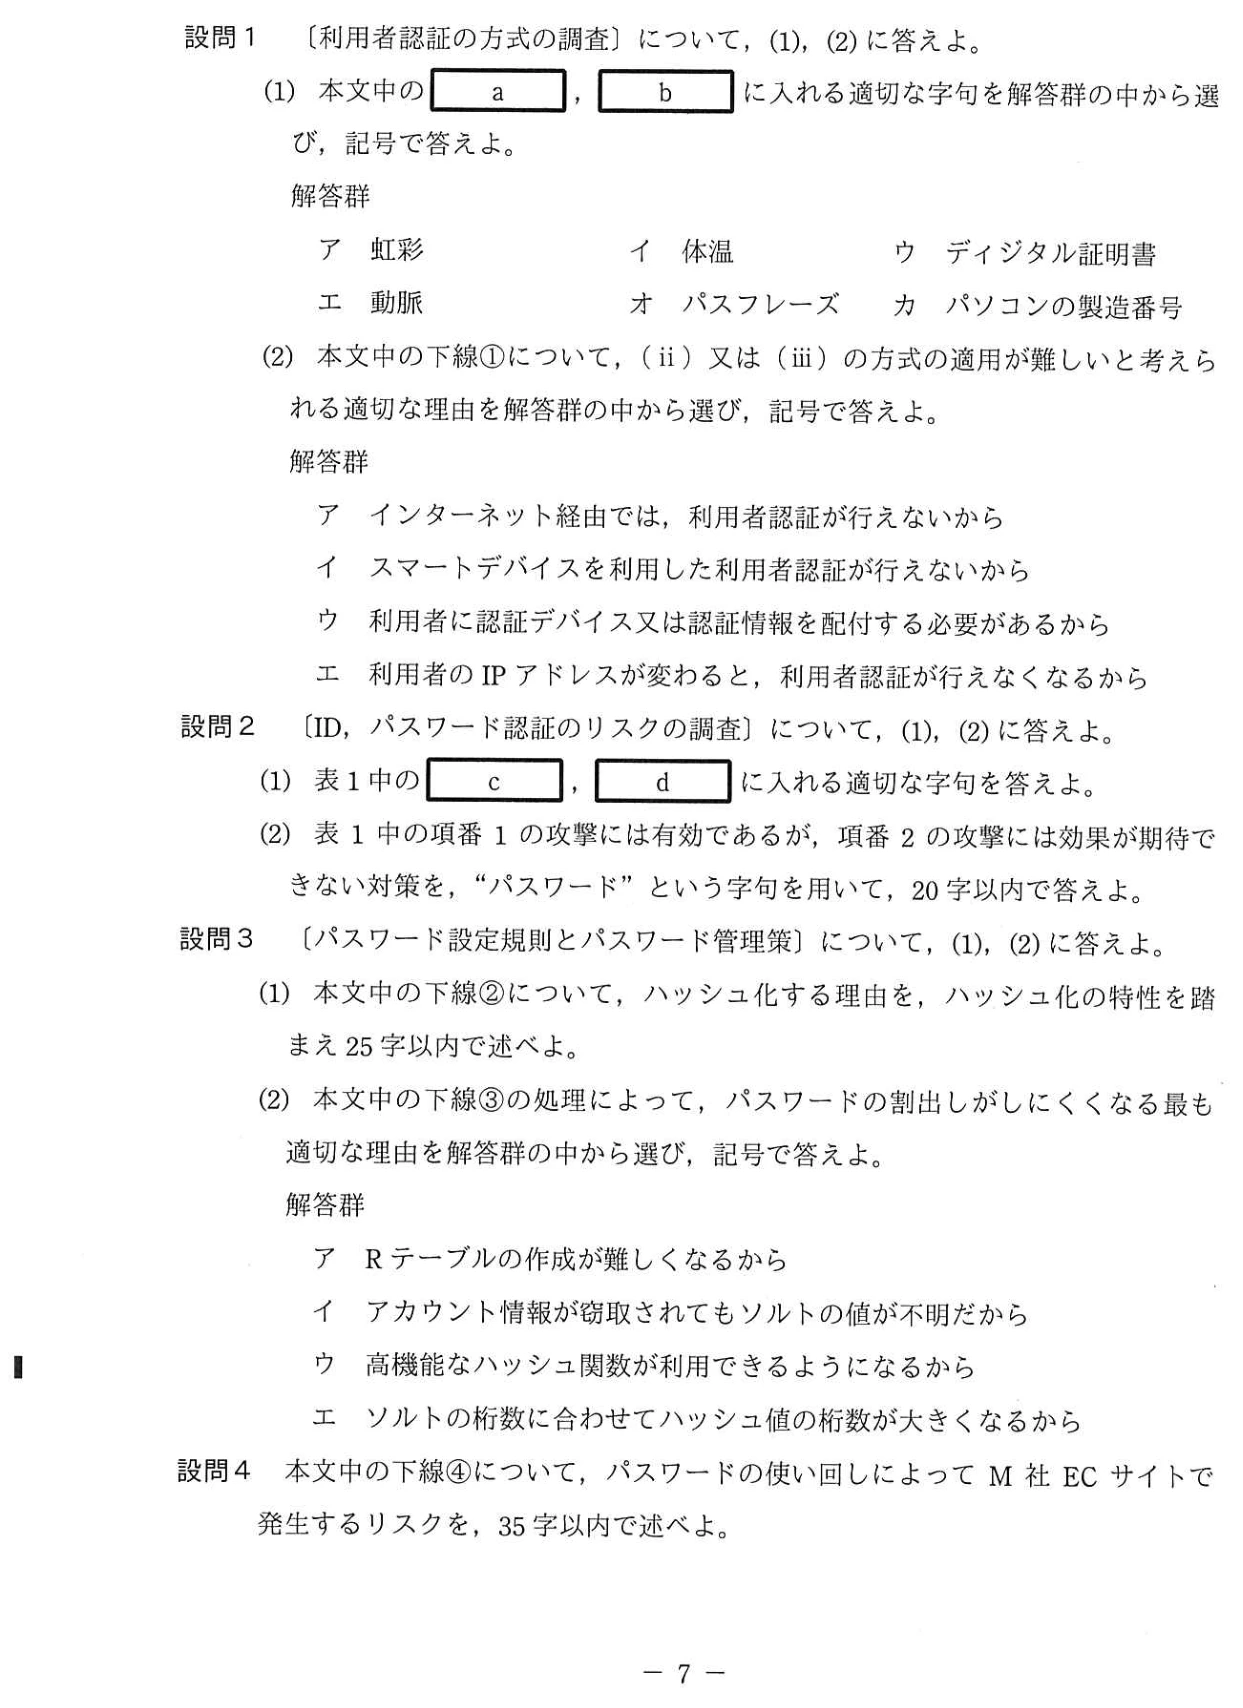 設問1　〔利用者認証の方式の調査〕について，(1)，(2)に答えよ。
(1)　本文中の a ， b に入れる適切な字句を解答群の中から選
び，記号で答えよ。
解答群
ア　虹彩　イ　体温　ウ　ディジタル証明書
エ　動脈　オ　パスフレーズ　カ　パソコンの製造番号
(2)　本文中の下線①について，（ⅱ）又は（ⅲ）の方式の適用が難しいと考えら
れる適切な理由を解答群の中から選び，記号で答えよ。
解答群
ア　インターネット経由では，利用者認証が行えないから
イ　スマートデバイスを利用した利用者認証が行えないから
ウ　利用者に認証デバイス又は認証情報を配付する必要があるから
エ　利用者の IP アドレスが変わると，利用者認証が行えなくなるから
設問2　〔ID，パスワード認証のリスクの調査〕について，(1)，(2)に答えよ。
(1)　表1中の c ， d に入れる適切な字句を答えよ。
(2)　表 1 中の項番 1 の攻撃には有効であるが，項番 2 の攻撃には効果が期待で
きない対策を，“パスワード”という字句を用いて，20 字以内で答えよ。
設問3　〔パスワード設定規則とパスワード管理策〕について，(1)，(2)に答えよ。
(1)　本文中の下線②について，ハッシュ化する理由を，ハッシュ化の特性を踏
まえ 25 字以内で述べよ。
(2)　本文中の下線③の処理によって，パスワードの割出しがしにくくなる最も
適切な理由を解答群の中から選び，記号で答えよ。
解答群
ア　R テーブルの作成が難しくなるから
イ　アカウント情報が窃取されてもソルトの値が不明だから
ウ　高機能なハッシュ関数が利用できるようになるから
エ　ソルトの桁数に合わせてハッシュ値の桁数が大きくなるから
設問4　本文中の下線④について，パスワードの使い回しによって M 社 EC サイトで
発生するリスクを，35 字以内で述べよ。
－ 7 －